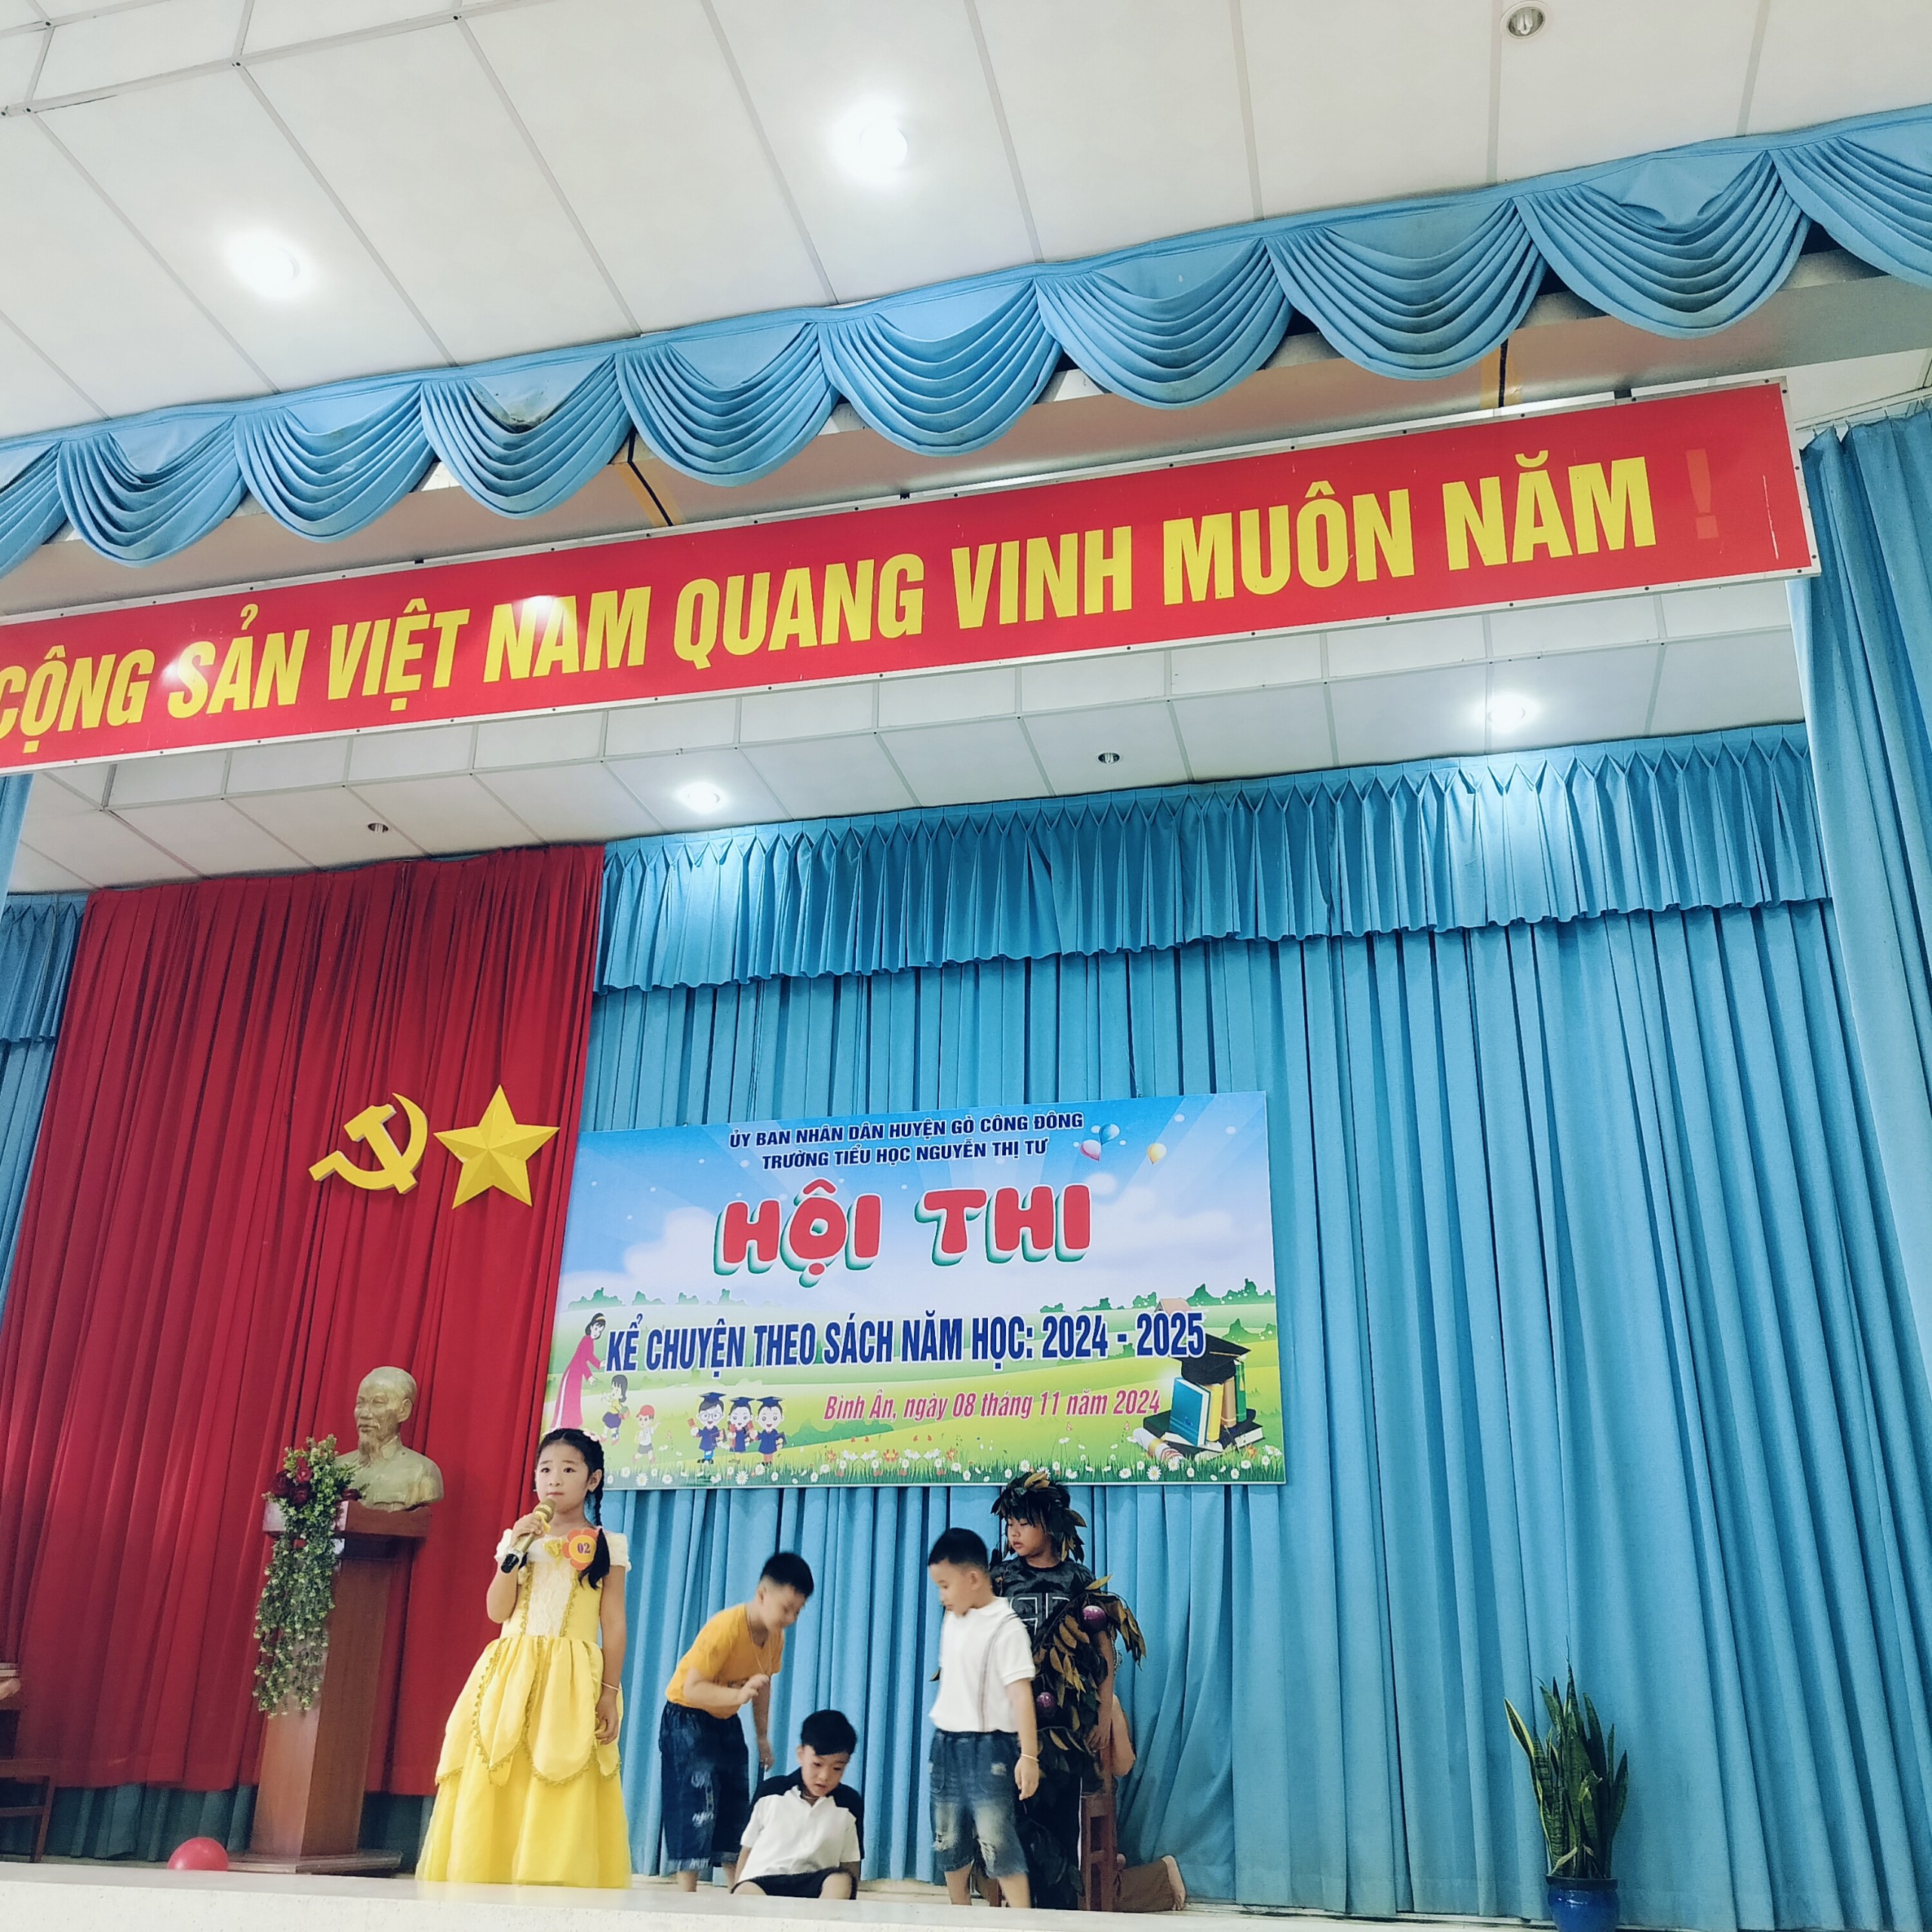 CỘNG SẢN VIỆT NAM QUANG VINH MUÔN NĂM !
ỦY BAN NHÂN DÂN HUYỆN GÒ CÔNG ĐÔNG
TRƯỜNG TIỂU HỌC NGUYỄN THỊ TƯ
HỘI THI
KỂ CHUYỆN THEO SÁCH NĂM HỌC: 2024 - 2025
Bình Ân, ngày 08 tháng 11 năm 2024
02